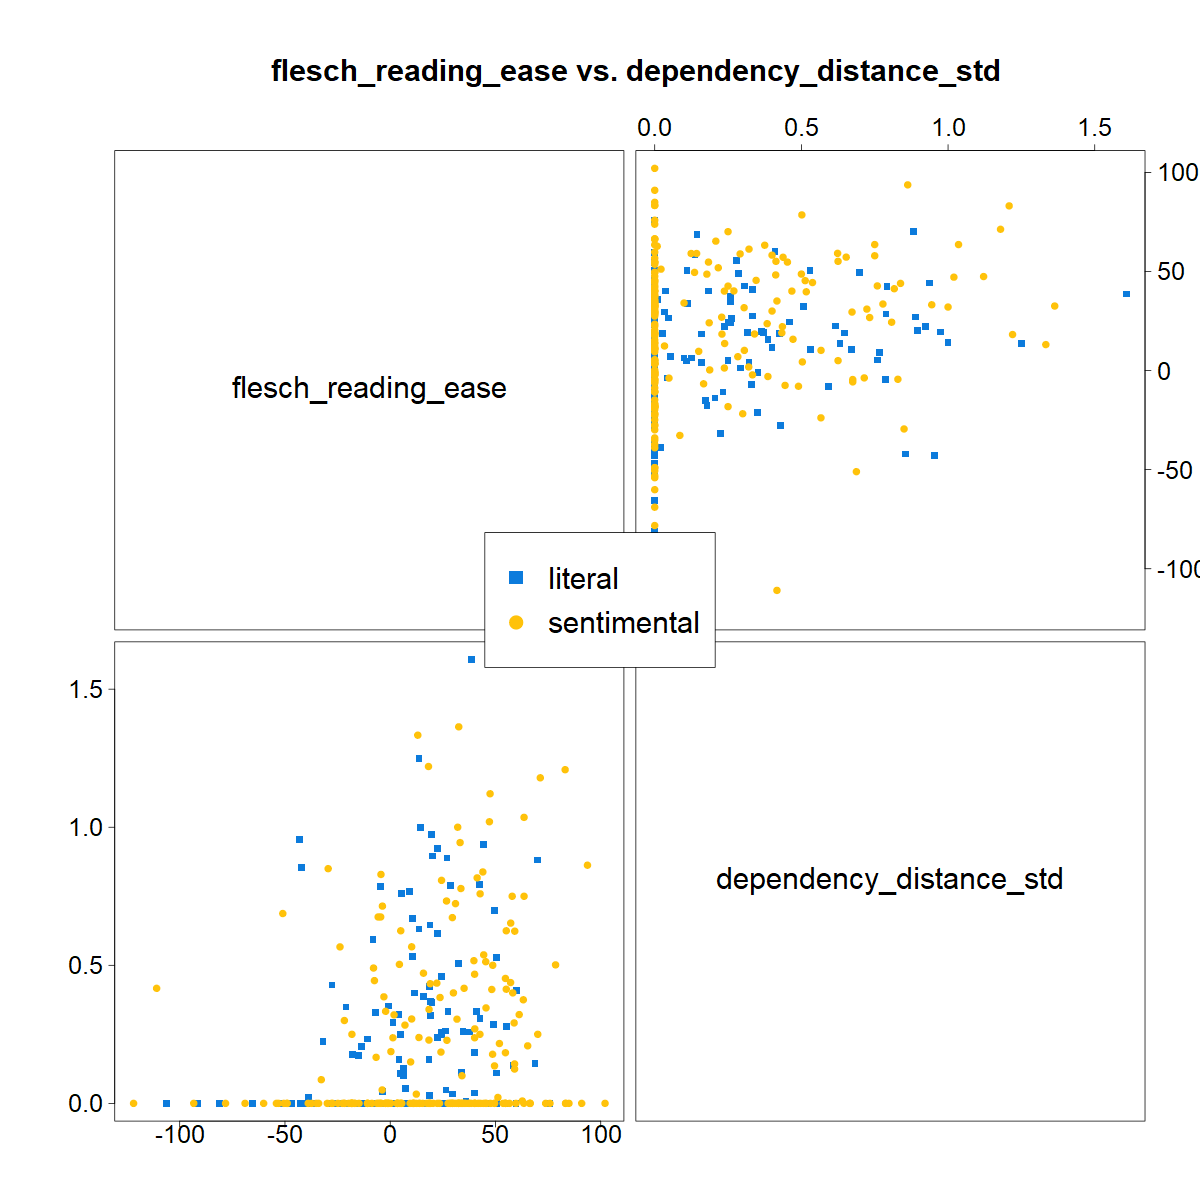 flesch_reading_ease vs. dependency_distance_std
0.0 0.5 1.0 1.5
flesch_reading_ease
100
50
0
-50
-100
literal
sentimental
1.5
1.0
0.5
0.0
dependency_distance_std
-100 -50 0 50 100